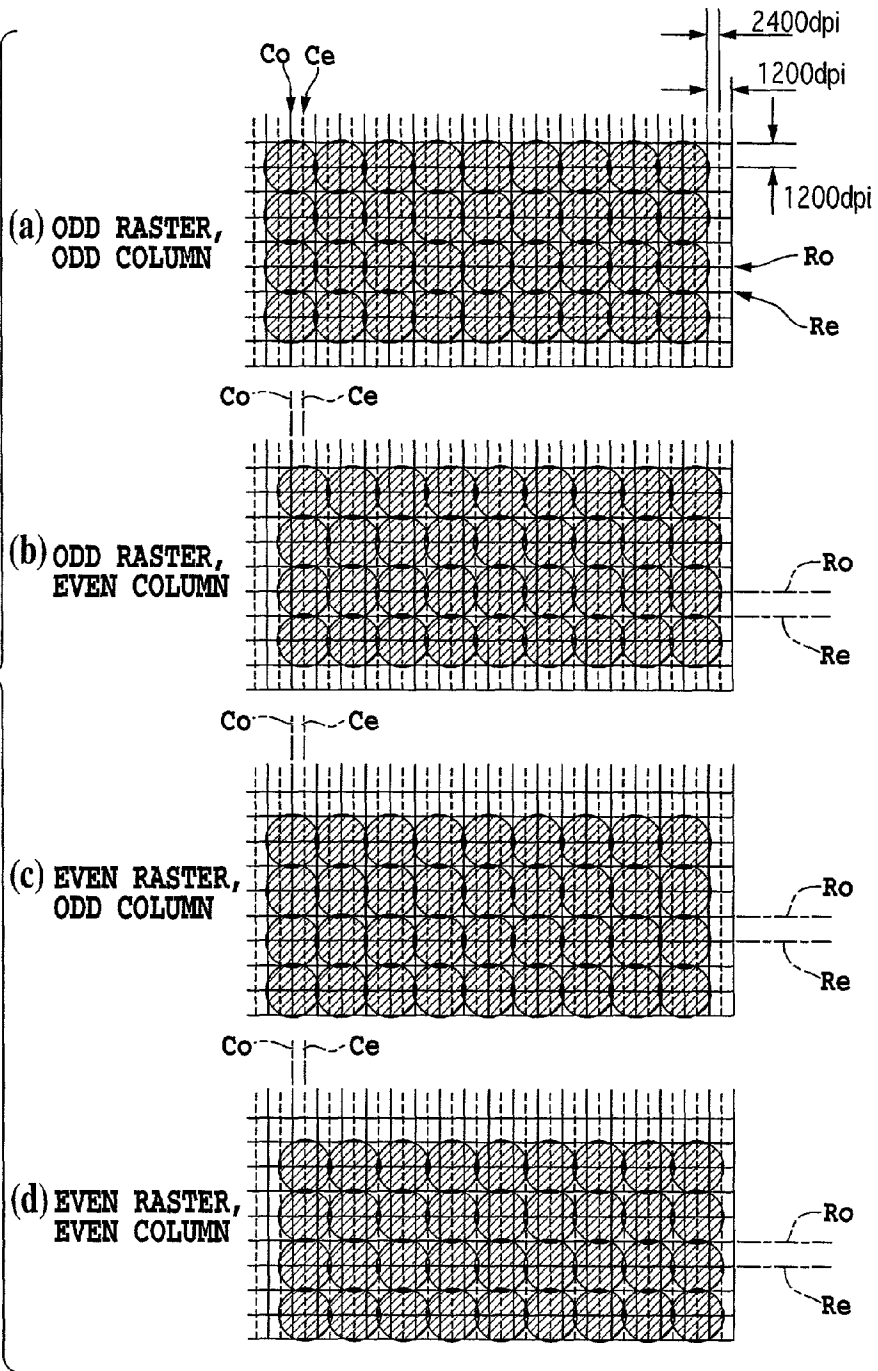 2400dpi
Co Ce
1200dpi
1200dpi
(a) ODD RASTER,
ODD COLUMN
Ro
Re
Co Ce
(b) ODD RASTER,
EVEN COLUMN
Ro
Re
Co Ce
(c) EVEN RASTER,
ODD COLUMN
Ro
Re
Co Ce
(d) EVEN RASTER,
EVEN COLUMN
Ro
Re